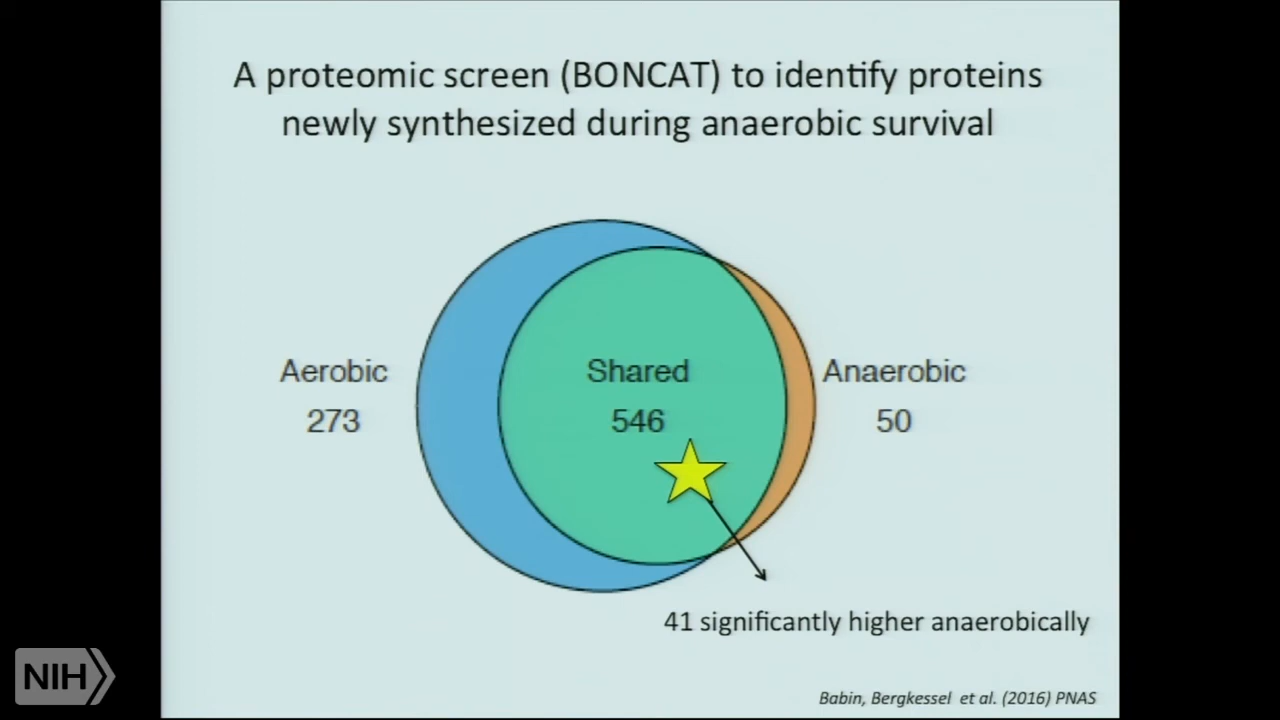 A proteomic screen (BONCAT) to identify proteins
newly synthesized during anaerobic survival
Aerobic
273
Shared
546
Anaerobic
50
41 significantly higher anaerobically
Babin, Bergkessel et al. (2016) PNAS
NIH